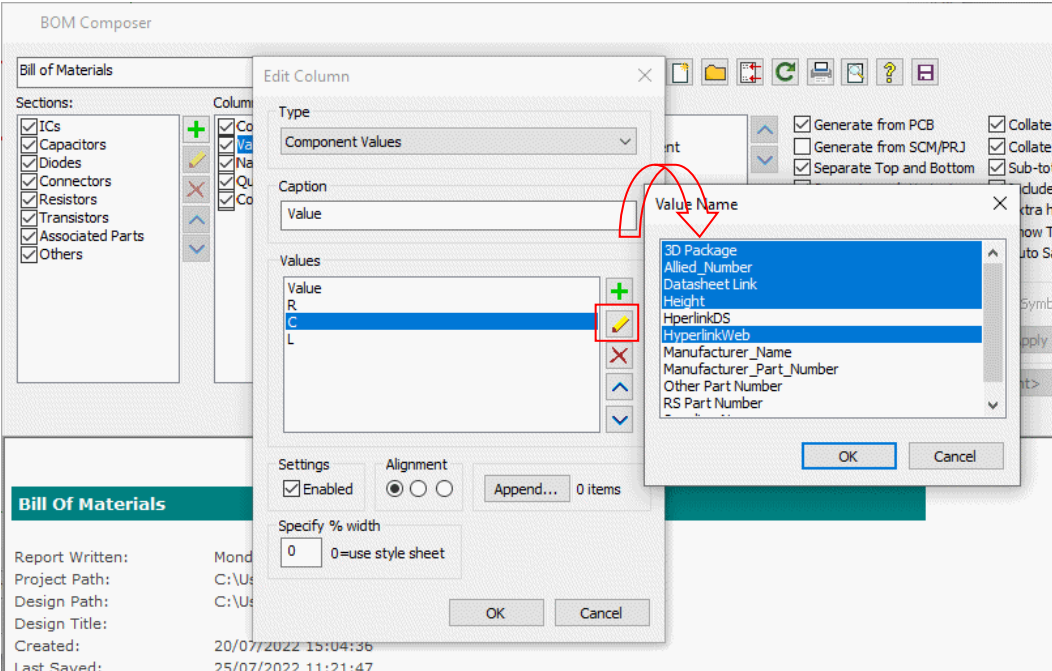 BOM Composer
Bill of Materials
Sections:
ICs
Capacitors
Diodes
Connectors
Resistors
Transistors
Associated Parts
Others
Edit Column
Type
Component Values
Caption
Value
Values
Value
R
C
L
Settings
Enabled
Alignment
Append...
0 items
Specify % width
0
0=use style sheet
OK
Cancel
Generate from PCB
Generate from SCM/PRJ
Separate Top and Bottom
Collate
Collate
Value Name
3D Package
Allied_Number
Datasheet Link
Height
HperlinkDS
HyperlinkWeb
Manufacturer_Name
Manufacturer_Part_Number
Other Part Number
RS Part Number
OK
Cancel
Bill Of Materials
Report Written:
Project Path:
Design Path:
Design Title:
Created:
20/07/2022 15:04:36
Last Saved:
25/07/2022 11:21:47